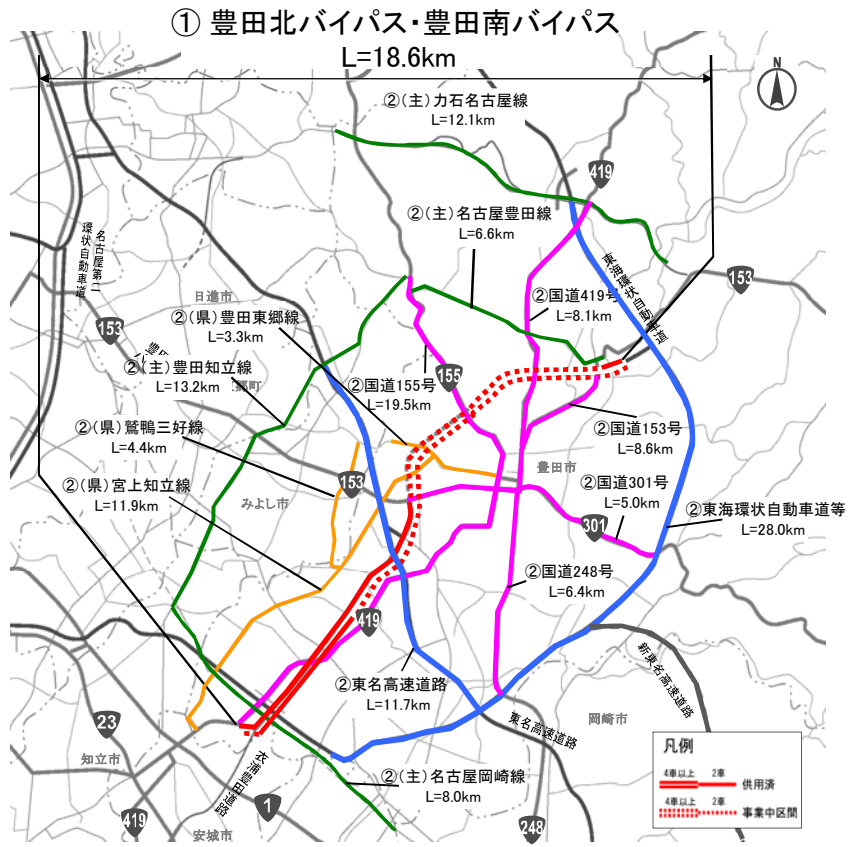 ① 豊田北バイパス・豊田南バイパス
L=18.6km
N
②(主)力石名古屋線
L=12.1km
419
②(主)名古屋豊田線
L=6.6km
名古屋第二
環状自動車道
東海環状自動車道
153
日進市
②国道419号
L=8.1km
153
②(県)豊田東郷線
L=3.3km
②(主)豊田知立線
L=13.2km
郷町
②国道155号
L=19.5km
155
②(県)鷲鴨三好線
L=4.4km
②国道153号
L=8.6km
豊田市
②(県)宮上知立線
L=11.9km
153
みよし市
②国道301号
L=5.0km
301
②東海環状自動車道等
L=28.0km
②国道248号
L=6.4km
419
新東名高速道路
②東名高速道路
L=11.7km
東名高速道路
岡崎市
23
知立市
衣浦豊田道路
②(主)名古屋岡崎線
L=8.0km
1
419
安城市
248
凡例
4車以上 2車
供用済
4車以上 2車
事業中区間